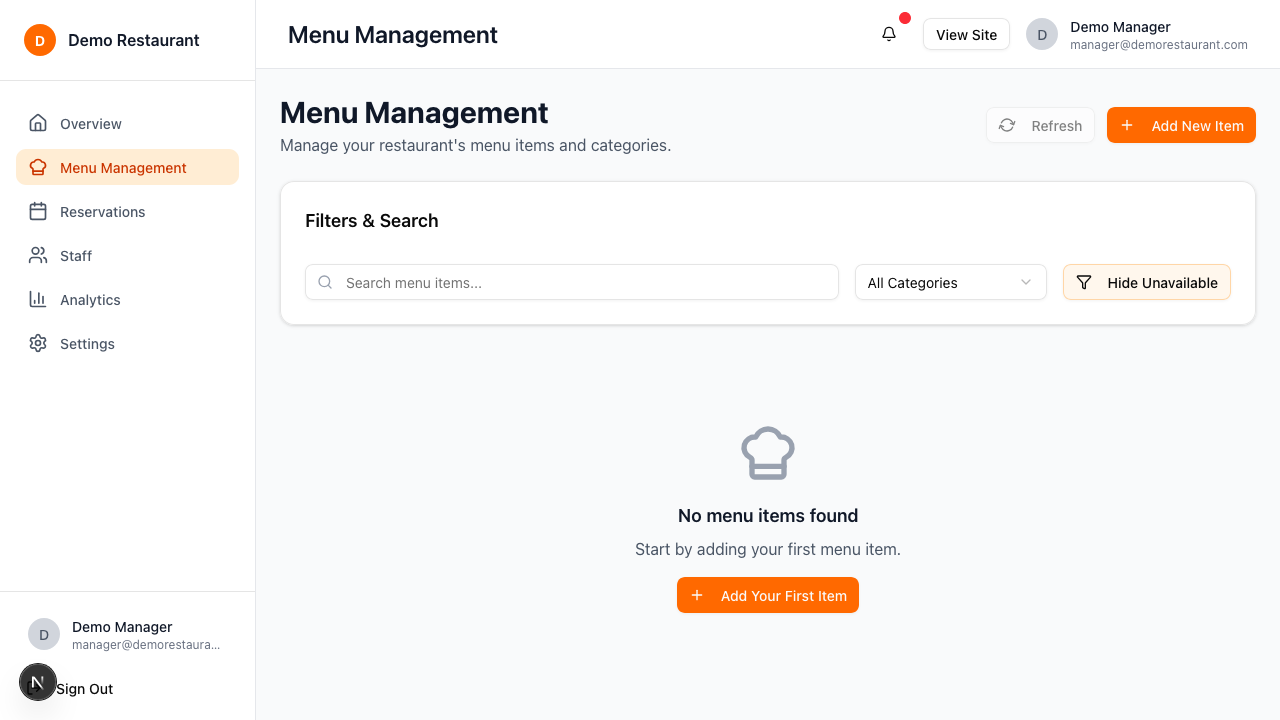 D
Demo Restaurant
Overview
Menu Management
Reservations
Staff
Analytics
Settings
D
Demo Manager
manager@demorestaura...
N
Sign Out
Menu Management
View Site
D
Demo Manager
manager@demorestaurant.com
Menu Management
Manage your restaurant's menu items and categories.
Refresh
Add New Item
Filters & Search
Search menu items...
All Categories
Hide Unavailable
No menu items found
Start by adding your first menu item.
Add Your First Item